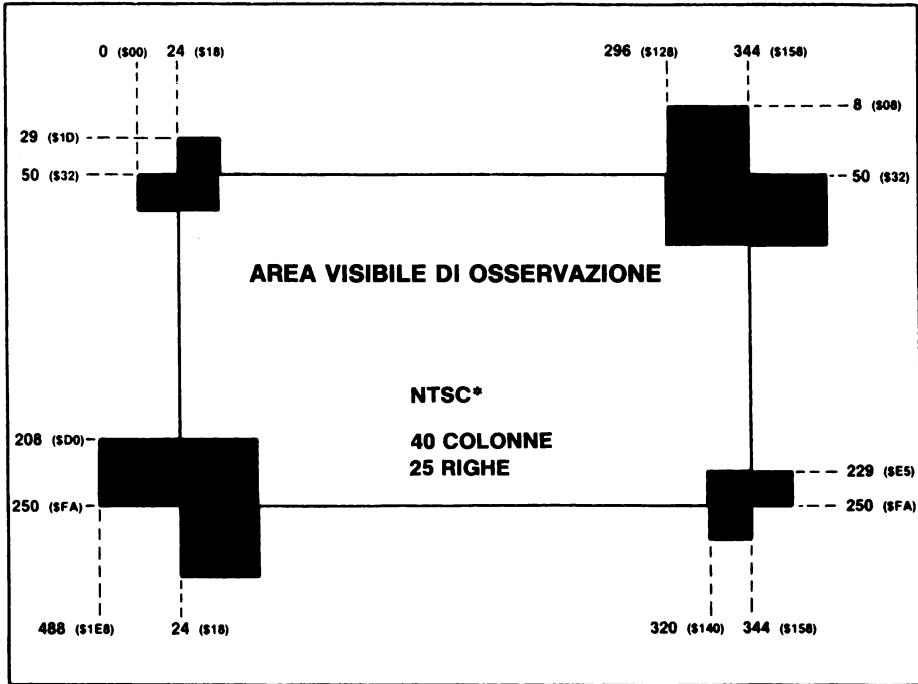 0 ($00) 24 ($18) 296 ($128) 344 ($158)
8 ($08)
29 ($1D)
50 ($32) 50 ($32)
AREA VISIBILE DI OSSERVAZIONE
NTSC*
40 COLONNE
25 RIGHE
208 ($D0)
229 ($E5)
250 ($FA) 250 ($FA)
488 ($1E8) 24 ($18) 320 ($140) 344 ($158)